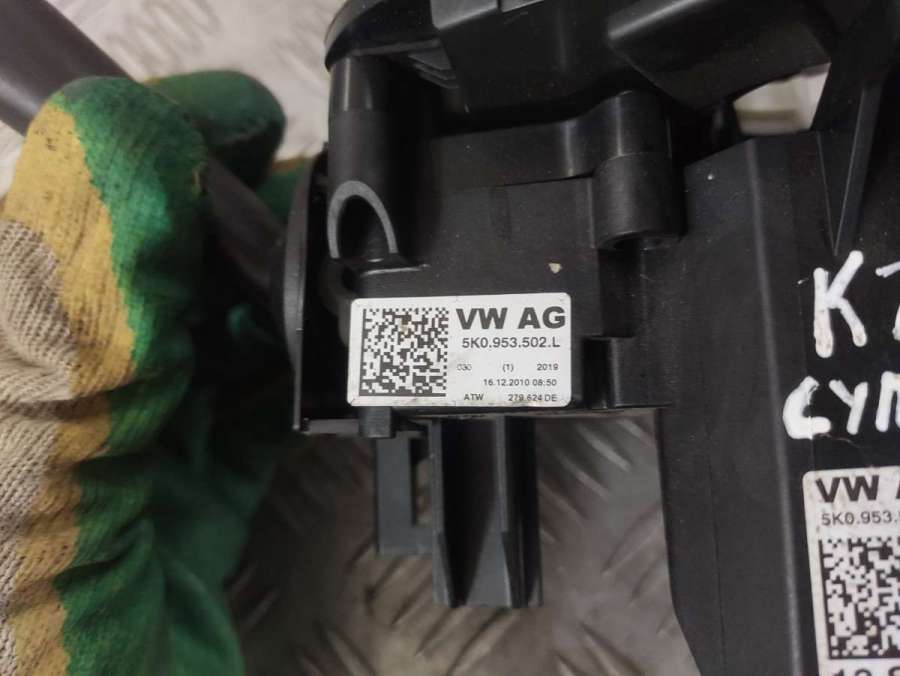 VW AG
5K0.953.502.L
030 (1) 2019
16.12.2010 08:50
ATW 279.624 DE
VW
5K0.953.